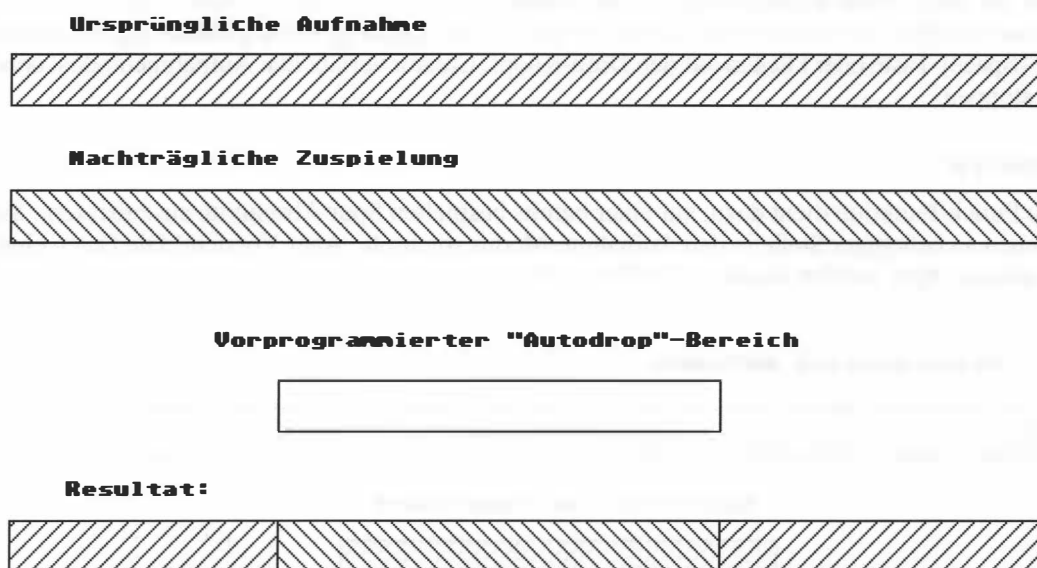 Ursprüngliche Aufnahme
Nachträgliche Zuspielung
Vorprogrammierter "Autodrop"-Bereich
Resultat: